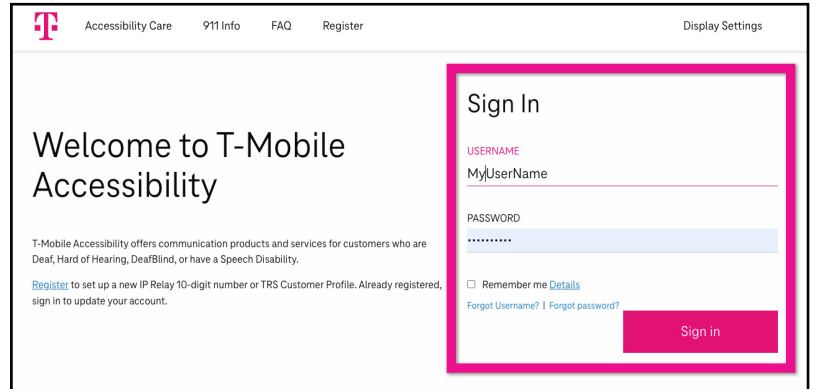 T Accessibility Care 911 Info FAQ Register Display Settings
Welcome to T-Mobile
Accessibility
T-Mobile Accessibility offers communication products and services for customers who are
Deaf, Hard of Hearing, DeafBlind, or have a Speech Disability.
Register to set up a new IP Relay 10-digit number or TRS Customer Profile. Already registered,
sign in to update your account.
Sign In
USERNAME
MyUserName
PASSWORD
••••••••••
Remember me Details
Forgot Username? | Forgot password?
Sign in